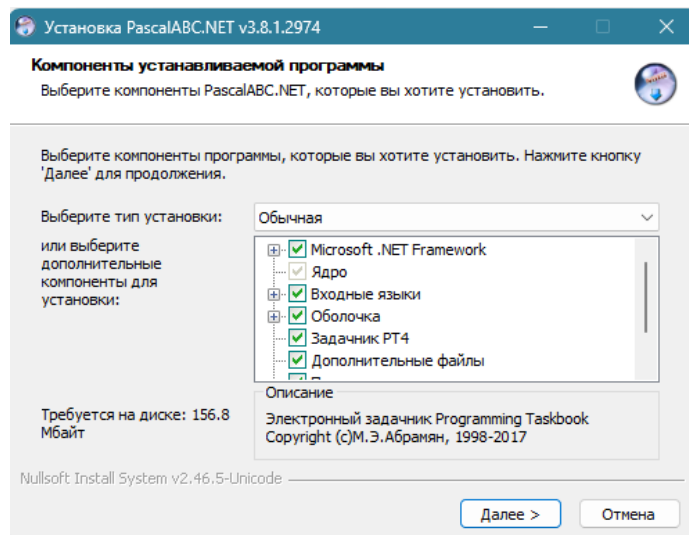 Установка PascalABC.NET v3.8.1.2974
Компоненты устанавливаемой программы
Выберите компоненты PascalABC.NET, которые вы хотите установить.
Выберите компоненты программы, которые вы хотите установить. Нажмите кнопку
'Далее' для продолжения.
Выберите тип установки:
Обычная
или выберите
дополнительные
компоненты для
установки:
Microsoft .NET Framework
Ядро
Входные языки
Оболочка
Задачник PT4
Дополнительные файлы
Требуется на диске: 156.8
Мбайт
Описание
Электронный задачник Programming Taskbook
Copyright (c)М.Э.Абрамян, 1998-2017
Nullsoft Install System v2.46.5-Unicode
Далее >
Отмена